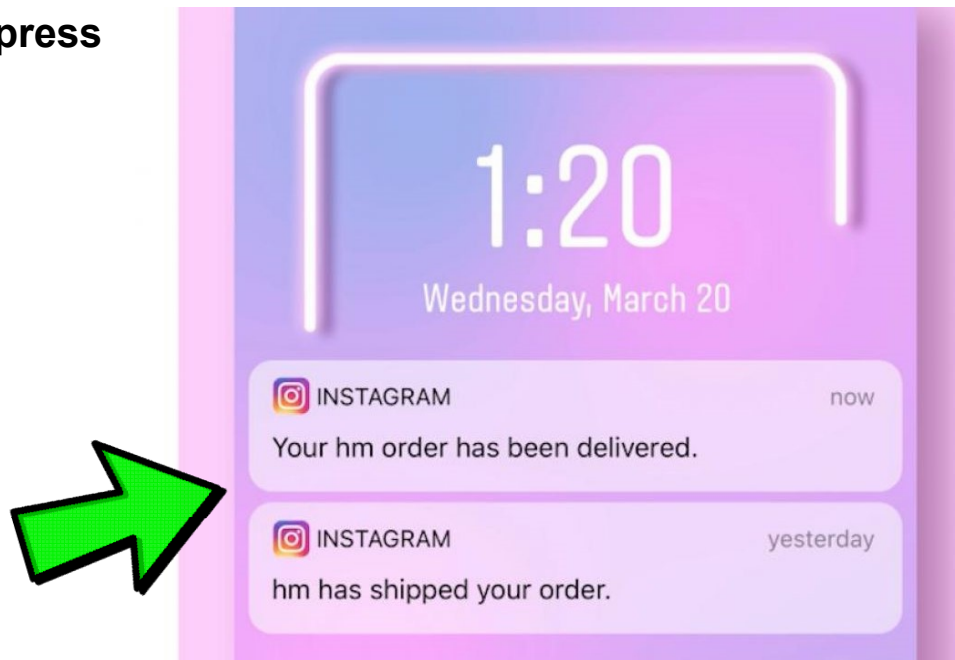 press
1:20
Wednesday, March 20
INSTAGRAM now
Your hm order has been delivered.
INSTAGRAM yesterday
hm has shipped your order.